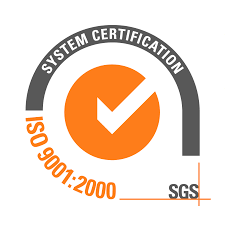 SYSTEM CERTIFICATION
ISO 9001:2000
SGS